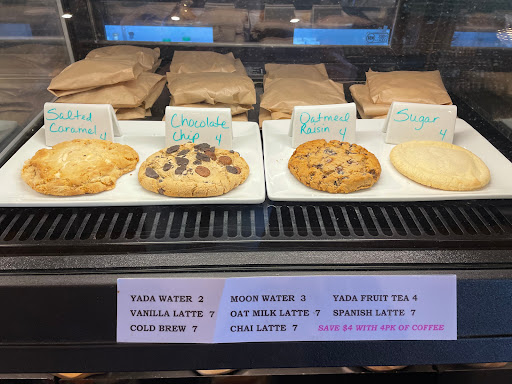 Salted
Caramel 4
Chocolate
Chip 4
Oatmeal
Raisin 4
Sugar 4
YADA WATER 2
VANILLA LATTE 7
COLD BREW 7
MOON WATER 3
OAT MILK LATTE 7
CHAI LATTE 7
YADA FRUIT TEA 4
SPANISH LATTE 7
SAVE $4 WITH 4PK OF COFFEE